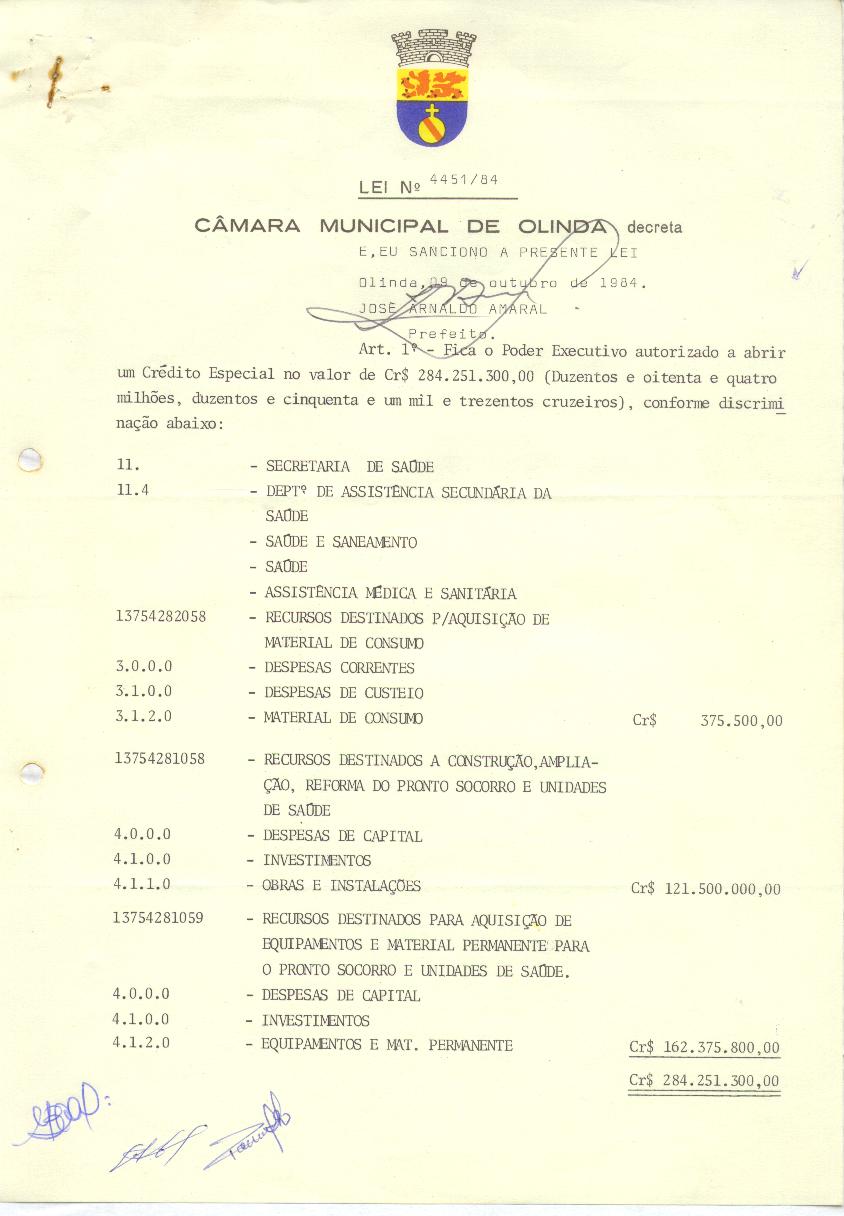 LEI Nº 4451/84
CÂMARA MUNICIPAL DE OLINDA decreta
E,EU SANCIONO A PRESENTE LEI
Olinda, 09 de outubro de 1984.
JOSÉ ARNALDO AMARAL
Prefeito.
Art. 1º - Fica o Poder Executivo autorizado a abrir
um Crédito Especial no valor de Cr$ 284.251.300,00 (Duzentos e oitenta e quatro
milhões, duzentos e cinquenta e um mil e trezentos cruzeiros), conforme discrimi
nação abaixo:
11. - SECRETARIA DE SAÚDE
11.4 - DEPTº DE ASSISTÊNCIA SECUNDÁRIA DA
SAÚDE
- SAÚDE E SANEAMENTO
- SAÚDE
- ASSISTÊNCIA MÉDICA E SANITÁRIA
13754282058 - RECURSOS DESTINADOS P/AQUISIÇÃO DE
MATERIAL DE CONSUMO
3.0.0.0 - DESPESAS CORRENTES
3.1.0.0 - DESPESAS DE CUSTEIO
3.1.2.0 - MATERIAL DE CONSUMO Cr$ 375.500,00
13754281058 - RECURSOS DESTINADOS A CONSTRUÇÃO,AMPLIA-
ÇÃO, REFORMA DO PRONTO SOCORRO E UNIDADES
DE SAÚDE
4.0.0.0 - DESPESAS DE CAPITAL
4.1.0.0 - INVESTIMENTOS
4.1.1.0 - OBRAS E INSTALAÇÕES Cr$ 121.500.000,00
13754281059 - RECURSOS DESTINADOS PARA AQUISIÇÃO DE
EQUIPAMENTOS E MATERIAL PERMANENTE PARA
O PRONTO SOCORRO E UNIDADES DE SAÚDE.
4.0.0.0 - DESPESAS DE CAPITAL
4.1.0.0 - INVESTIMENTOS
4.1.2.0 - EQUIPAMENTOS E MAT. PERMANENTE Cr$ 162.375.800,00
Cr$ 284.251.300,00